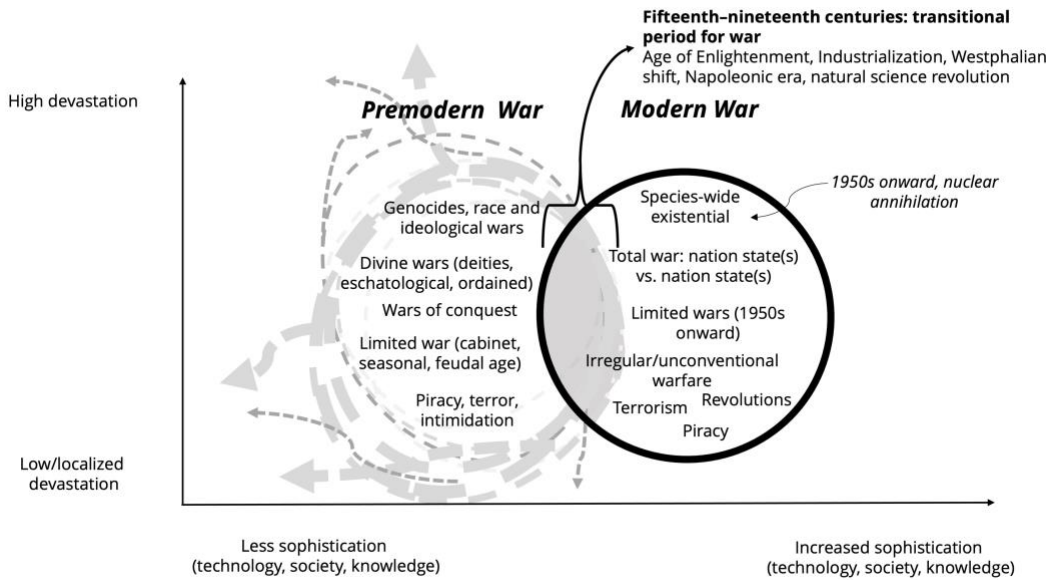 Fifteenth–nineteenth centuries: transitional
period for war
Age of Enlightenment, Industrialization, Westphalian
shift, Napoleonic era, natural science revolution
High devastation
Premodern War
Modern War
Genocides, race and
ideological wars
Divine wars (deities,
eschatological, ordained)
Wars of conquest
Limited war (cabinet,
seasonal, feudal age)
Piracy, terror,
intimidation
Species-wide
existential
1950s onward, nuclear
annihilation
Total war: nation state(s)
vs. nation state(s)
Limited wars (1950s
onward)
Irregular/unconventional
warfare
Revolutions
Terrorism
Piracy
Low/localized
devastation
Less sophistication
(technology, society, knowledge)
Increased sophistication
(technology, society, knowledge)